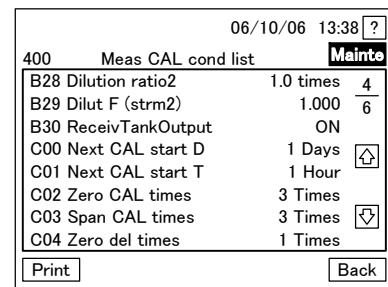 06/10/06 13:38 ?
400 Meas CAL cond list Mainte
B28 Dilution ratio2 1.0 times 4
B29 Dilut F (strm2) 1.000 6
B30 ReceivTankOutput ON
C00 Next CAL start D 1 Days
C01 Next CAL start T 1 Hour
C02 Zero CAL times 3 Times
C03 Span CAL times 3 Times
C04 Zero del times 1 Times
Print Back